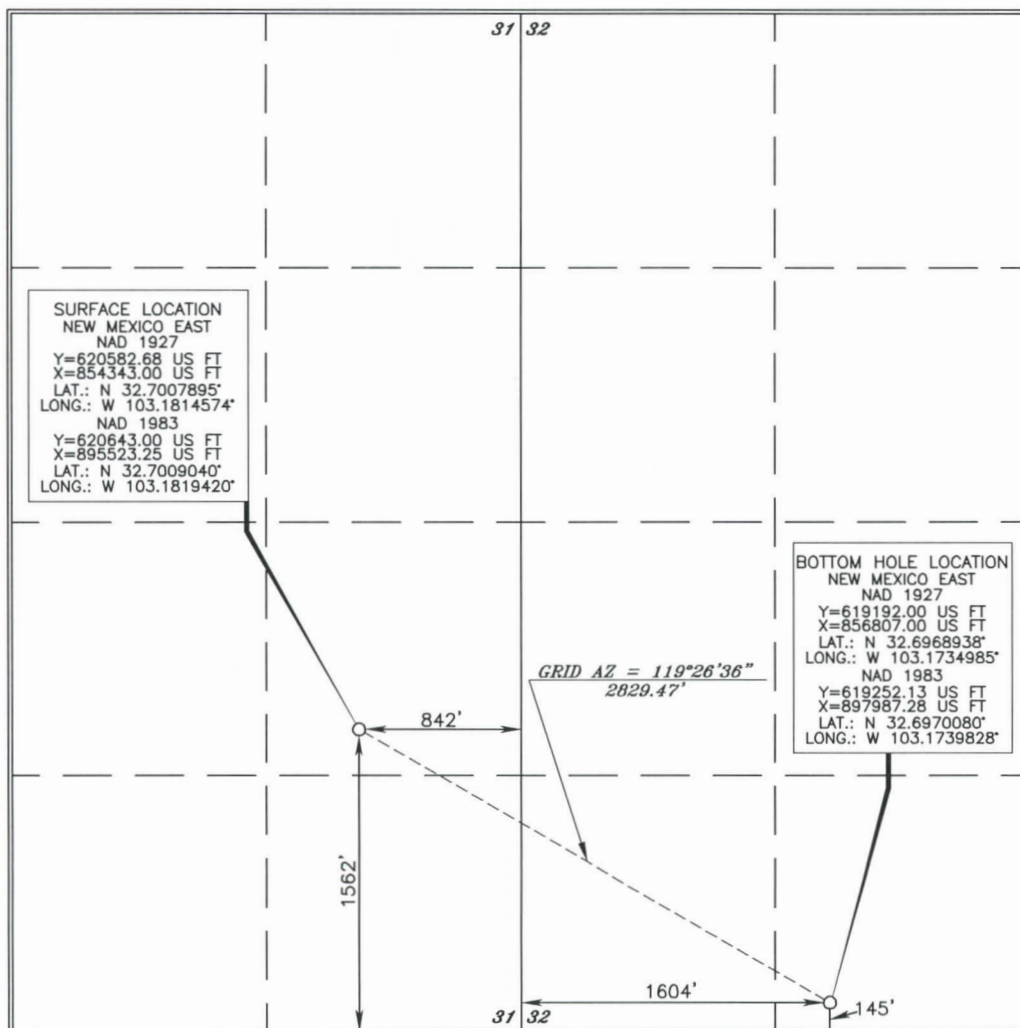 31 32
SURFACE LOCATION
NEW MEXICO EAST
NAD 1927
Y=620582.68 US FT
X=854343.00 US FT
LAT.: N 32.7007895°
LONG.: W 103.1814574°
NAD 1983
Y=620643.00 US FT
X=895523.25 US FT
LAT.: N 32.7009040°
LONG.: W 103.1819420°
BOTTOM HOLE LOCATION
NEW MEXICO EAST
NAD 1927
Y=619192.00 US FT
X=856807.00 US FT
LAT.: N 32.6968938°
LONG.: W 103.1734985°
NAD 1983
Y=619252.13 US FT
X=897987.28 US FT
LAT.: N 32.6970080°
LONG.: W 103.1739828°
GRID AZ = 119°26'36"
2829.47'
842'
1562'
1604'
145'
31 32